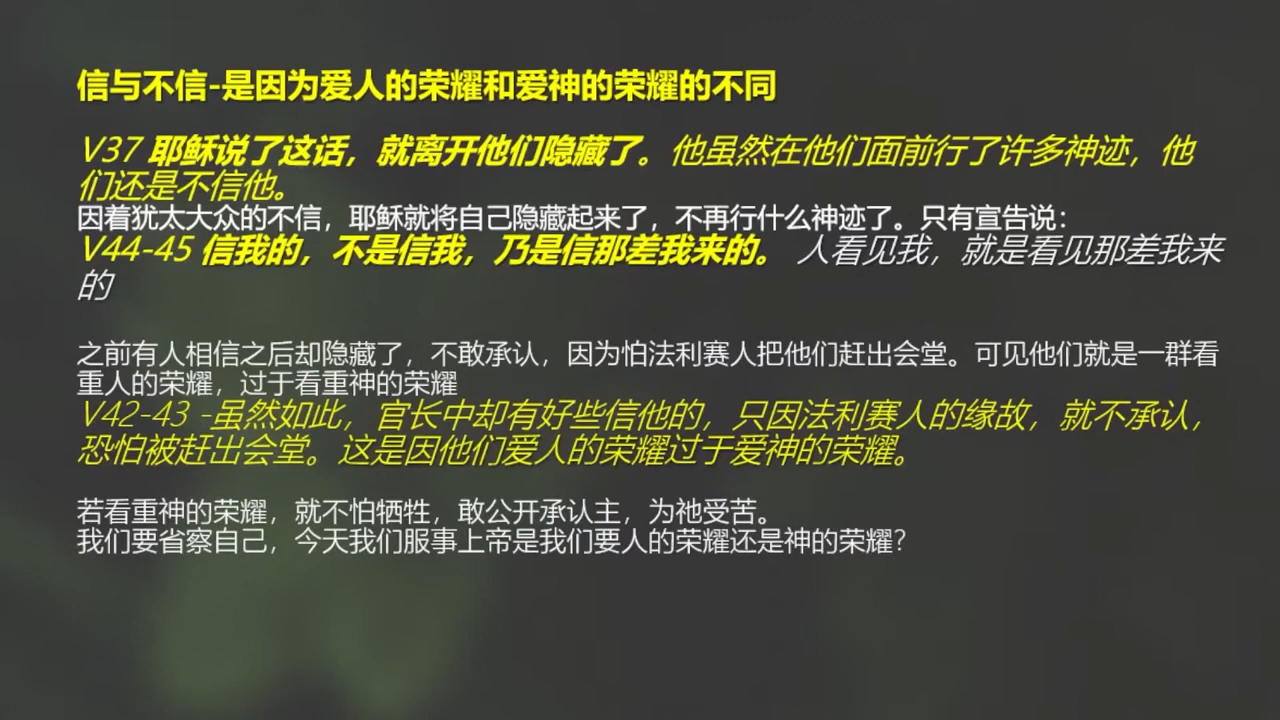 信与不信-是因为爱人的荣耀和爱神的荣耀的不同
V37 耶稣说了这话，就离开他们隐藏了。他虽然在他们面前行了许多神迹，他
们还是不信他。
因着犹太大众的不信，耶稣就将自己隐藏起来了，不再行什么神迹了。只有宣告说：
V44-45 信我的，不是信我，乃是信那差我来的。 人看见我，就是看见那差我来
的
之前有人相信之后却隐藏了，不敢承认，因为怕法利赛人把他们赶出会堂。可见他们就是一群看
重人的荣耀，过于看重神的荣耀
V42-43 -虽然如此，官长中却有好些信他的，只因法利赛人的缘故，就不承认，
恐怕被赶出会堂。这是因他们爱人的荣耀过于爱神的荣耀。
若看重神的荣耀，就不怕牺牲，敢公开承认主，为祂受苦。
我们要省察自己，今天我们服事上帝是我们要人的荣耀还是神的荣耀？